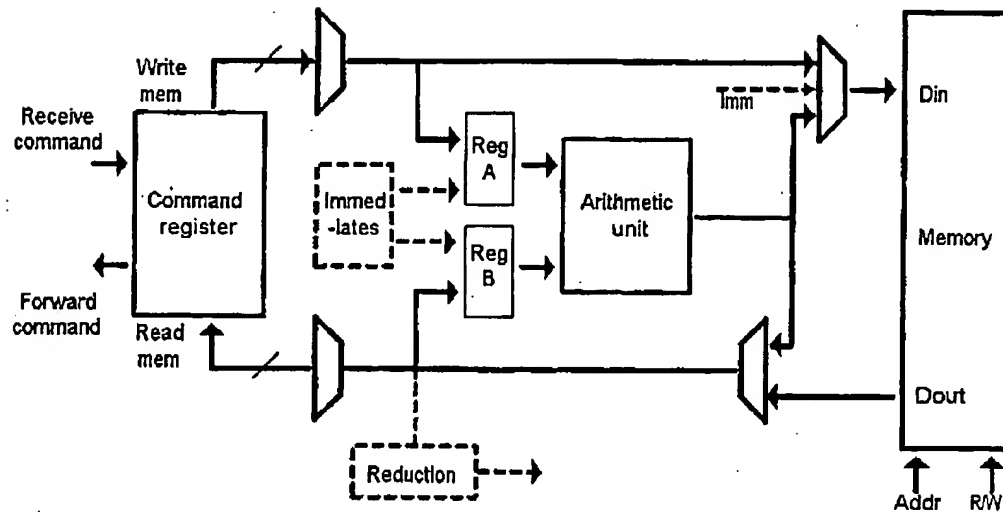 Write
mem
Receive
command
Command
register
Forward
command
Read
mem
Immed
-iates
Reg
A
Reg
B
Arithmetic
unit
Imm
Din
Memory
Dout
Reduction
Addr
R/W